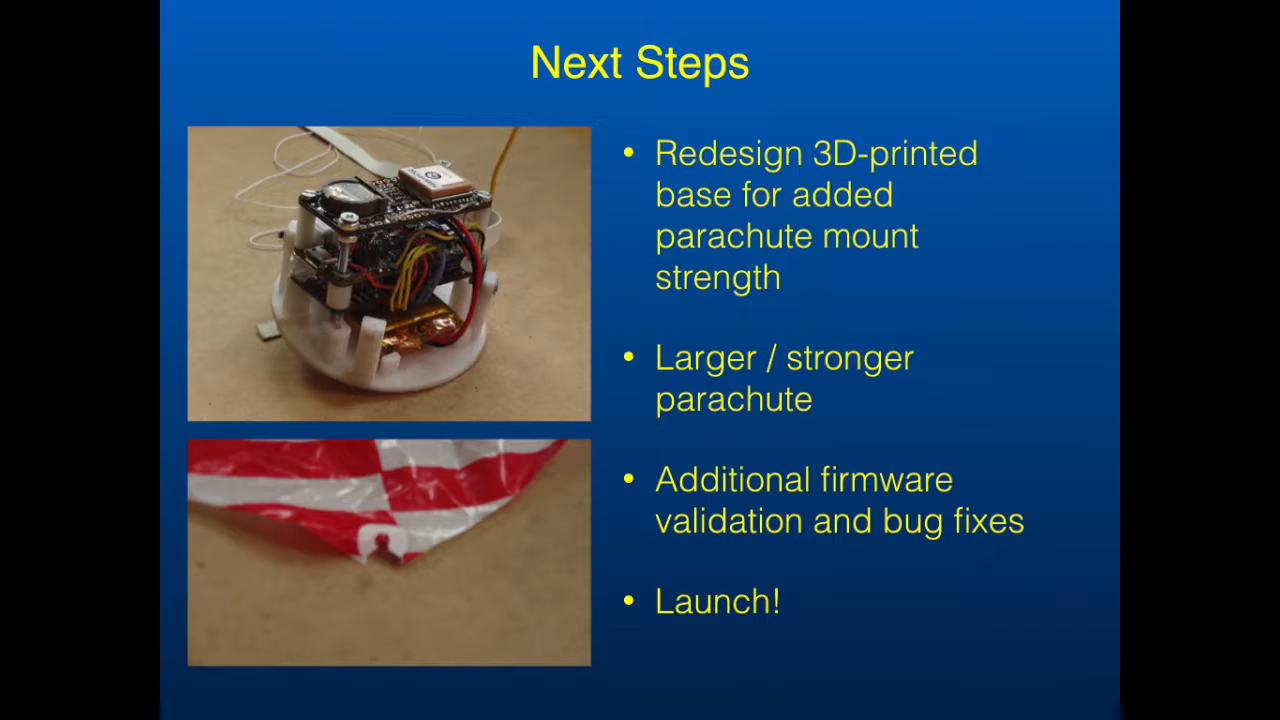 Next Steps
• Redesign 3D-printed
base for added
parachute mount
strength
• Larger / stronger
parachute
• Additional firmware
validation and bug fixes
• Launch!